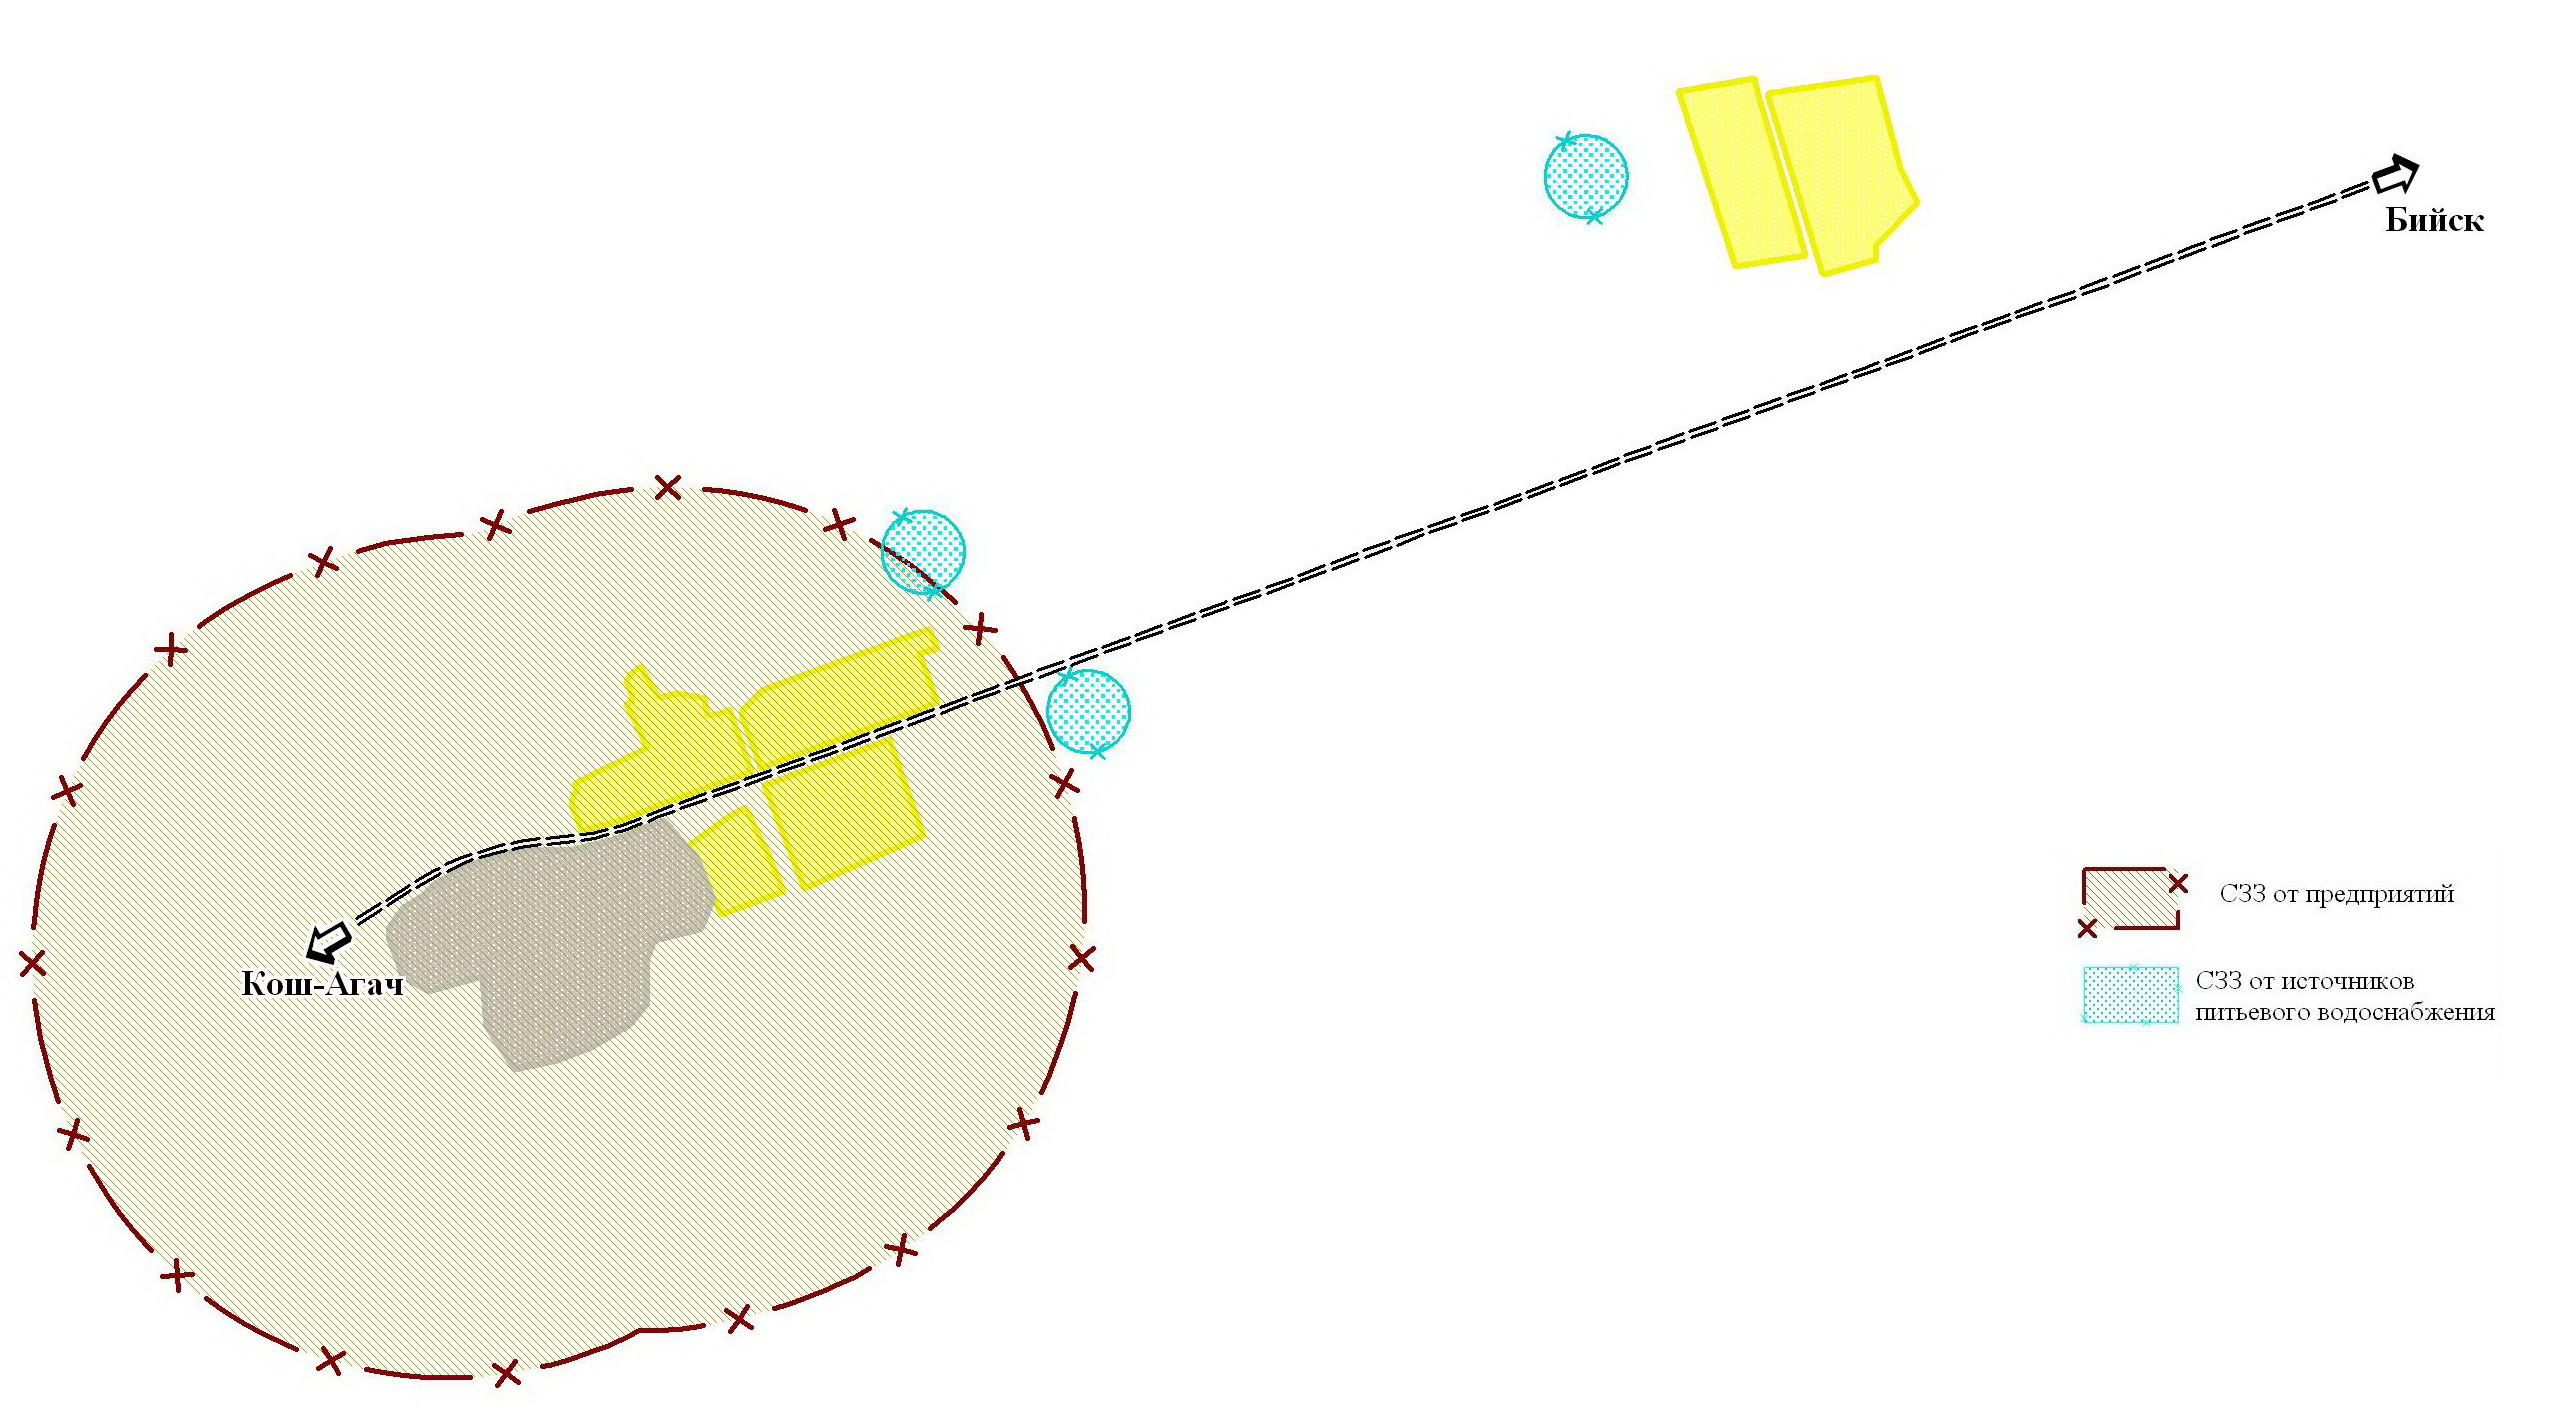 Бийск
Кош-Агач
СЗЗ от предприятий
СЗЗ от источников
питьевого водоснабжения